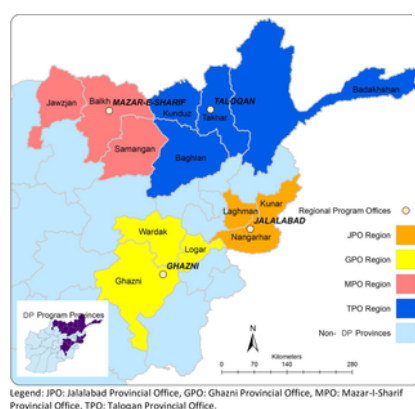 Badakhshan
Jawzjan
Balkh
MAZAR-E-SHARIF
TALOQAN
Kunduz
Takhar
Samangan
Baghlan
Kunar
Laghman
JALALABAD
Nangarhar
Wardak
Logar
GHAZNI
Ghazni
Regional Program Offices
JPO Region
GPO Region
MPO Region
TPO Region
Non- DP Provinces
DP Program Provinces
N
Kilometers
0 70 140 280
Legend: JPO: Jalalabad Provincial Office, GPO: Ghazni Provincial Office, MPO: Mazar-I-Sharif
Provincial Office, TPO: Taloqan Provincial Office.